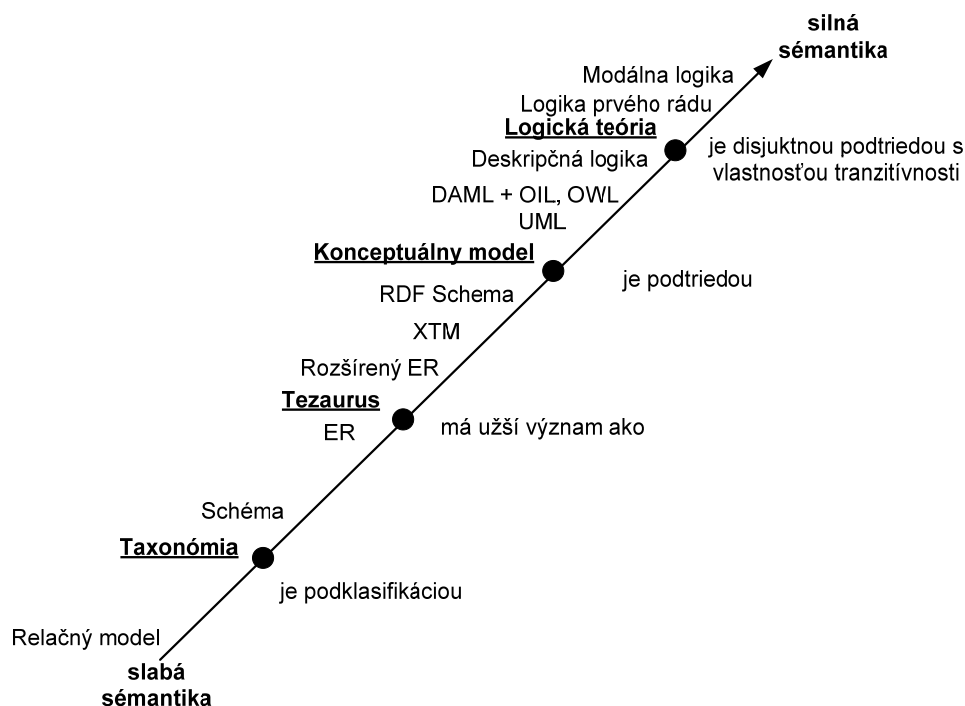 silná
sémantika
Modálna logika
Logika prvého rádu
Logická teória
je disjuktnou podtriedou s
vlastnosťou tranzitívnosti
Deskripčná logika
DAML + OIL, OWL
UML
Konceptuálny model
je podtriedou
RDF Schema
XTM
Rozšírený ER
Tezaurus
má užší význam ako
ER
Schéma
Taxonómia
je podklasifikáciou
Relačný model
slabá
sémantika